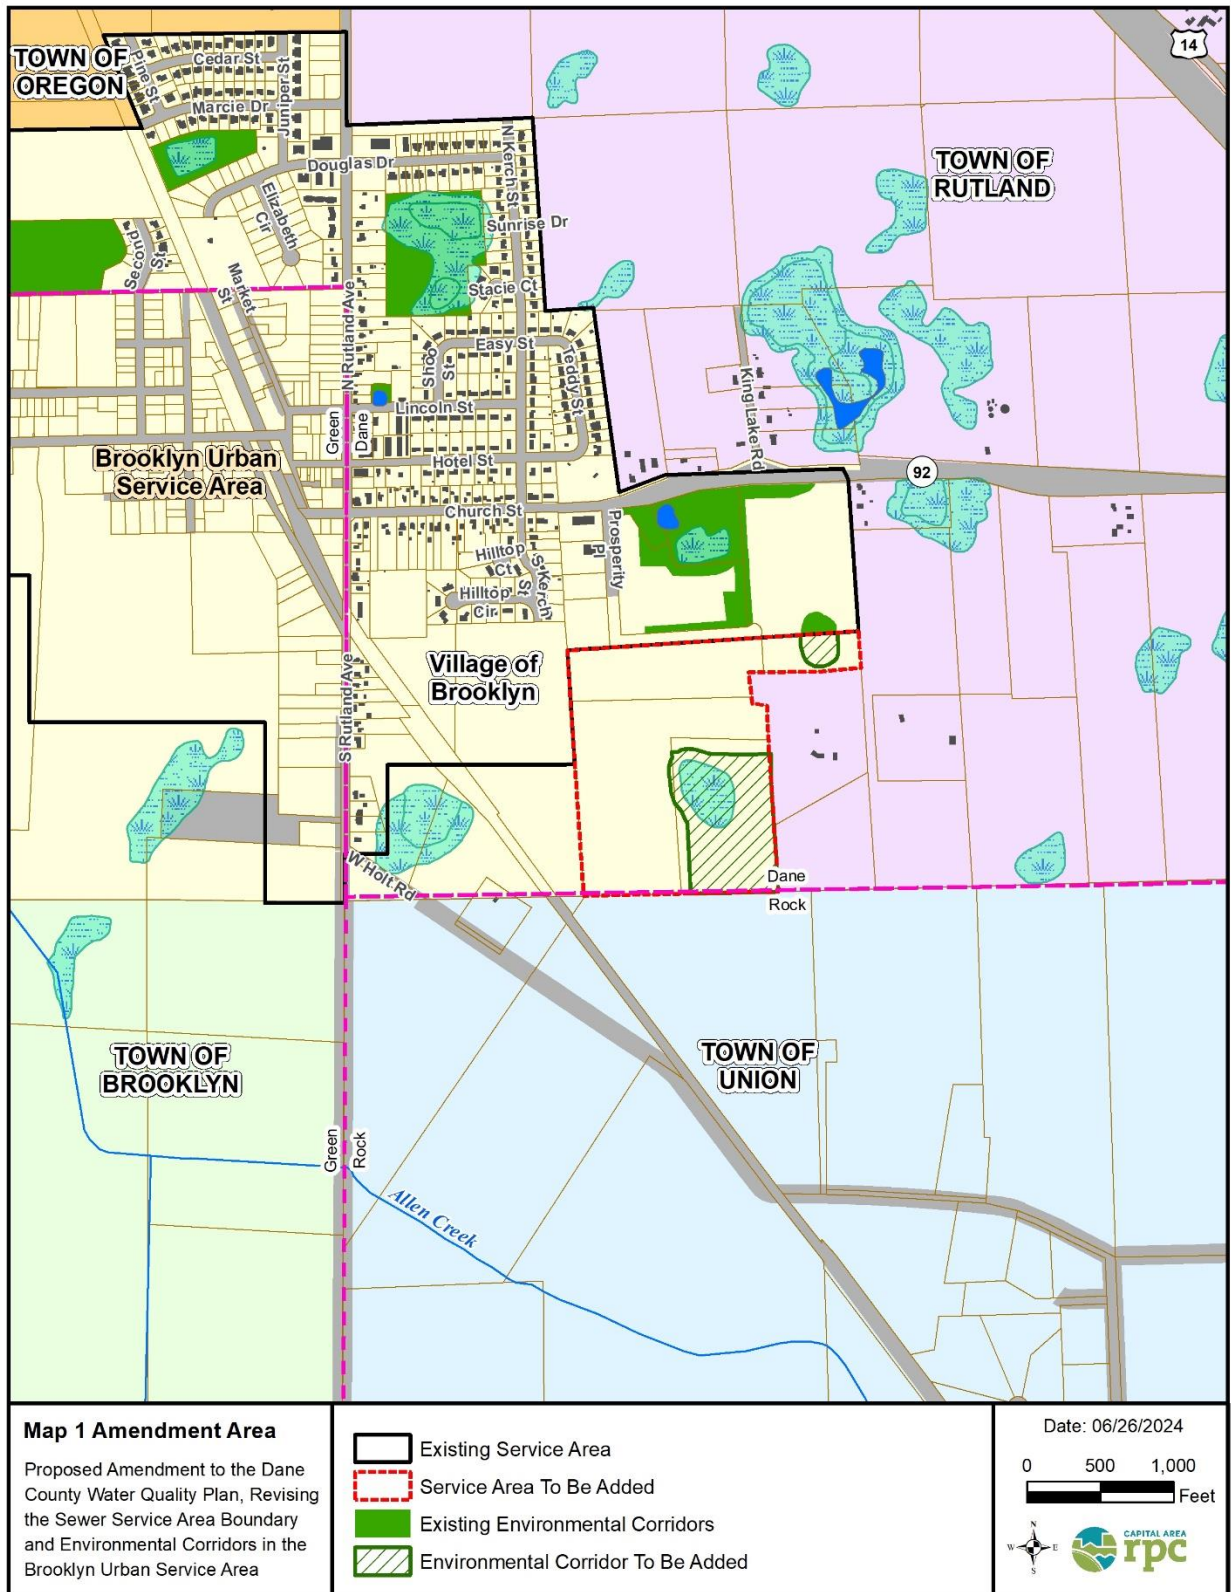 TOWN OF
OREGON
Pine St
Cedar St
Juniper St
Marcie Dr
14
N Kerch St
Douglas Dr
TOWN OF
RUTLAND
Elizabeth
Cir
Sunrise Dr
Second
St
Market
St
Stacie Ct
N Rutland Ave
Easy St
Shool
St
Teddy St
King Lake Rd
Lincoln St
Green
Dane
Brooklyn Urban
Service Area
Hotel St
92
Church St
Prosperity
Pl
Hilltop
Ct
S Kerch
St
Hilltop
Cir
Village of
Brooklyn
S Rutland Ave
W Holt Rd
Dane
Rock
TOWN OF
BROOKLYN
TOWN OF
UNION
Green
Rock
Allen Creek
Map 1 Amendment Area
Proposed Amendment to the Dane
County Water Quality Plan, Revising
the Sewer Service Area Boundary
and Environmental Corridors in the
Brooklyn Urban Service Area
Existing Service Area
Service Area To Be Added
Existing Environmental Corridors
Environmental Corridor To Be Added
Date: 06/26/2024
0 500 1,000
Feet
N
W E
S
CAPITAL AREA
rpc